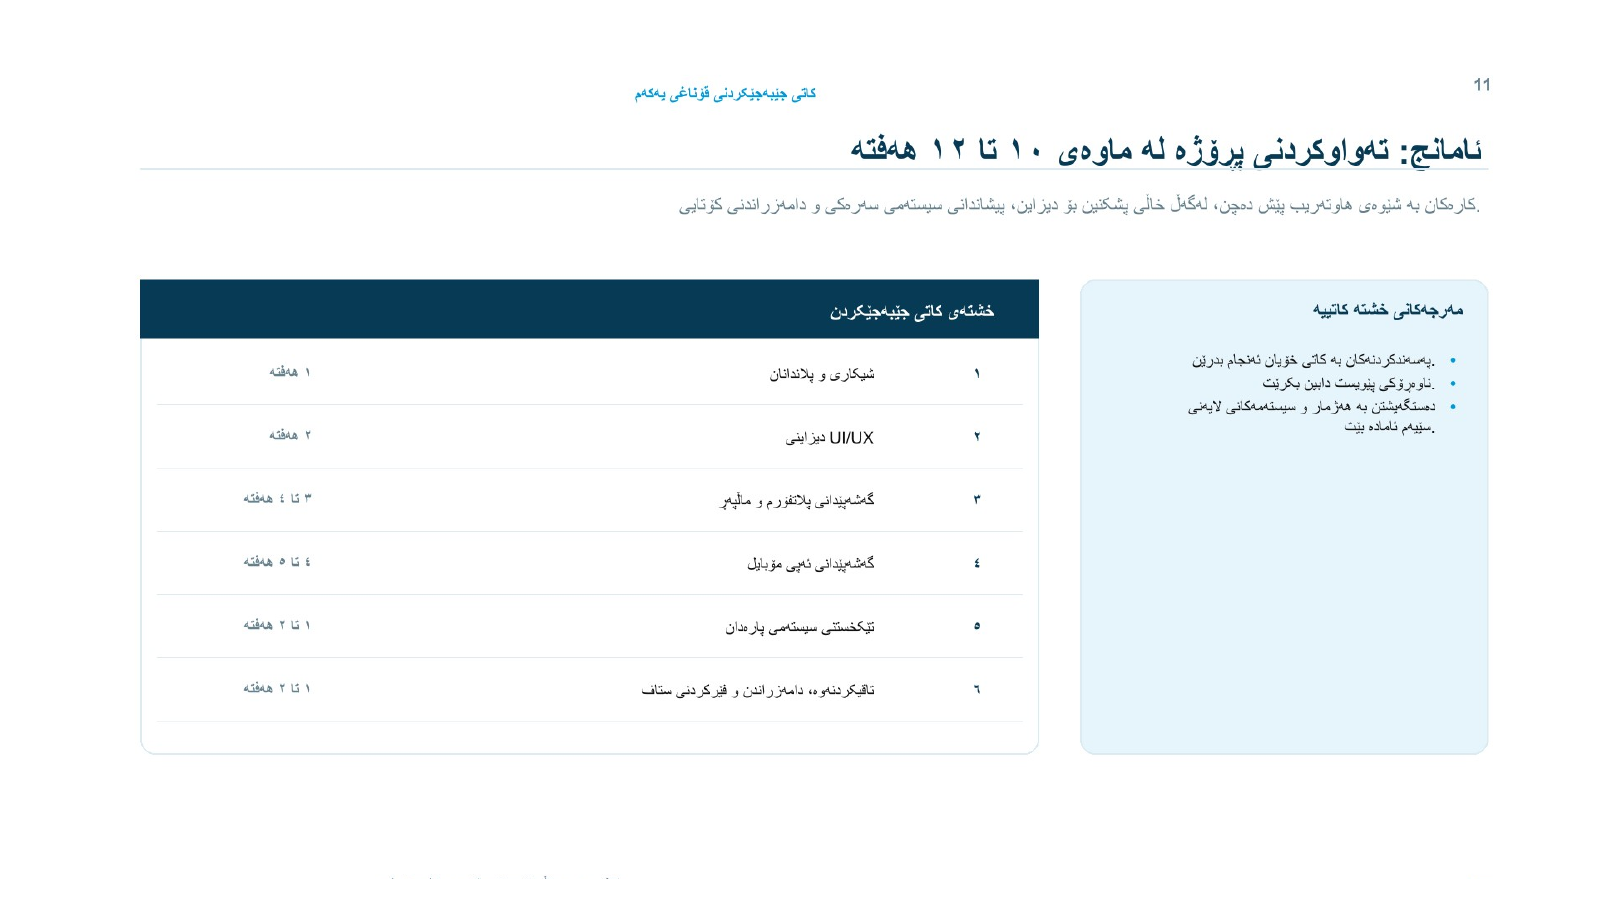 11
کاتی جێبەجێکردنی قۆناغی یەکەم
ئامانج: تەواوکردنی پڕۆژە لە ماوەی ١٠ تا ١٢ هەفتە
کارەکان بە شێوەی هاوتەریب پێش دەچن، لەگەڵ خاڵی پشکنین بۆ دیزاین، پیشاندانی سیستەمی سەرەکی و دامەزراندنی کۆتایی.
مەرجەکانی خشتە کاتییە
• پەسەندکردنەکان بە کاتی خۆیان ئەنجام بدرێن.
• ناوەڕۆکی پێویست دابین بکرێت.
• دەستگەیشتن بە هەژمار و سیستەمەکانی لایەنی
سێیەم ئامادە بێت.
خشتەی کاتی جێبەجێکردن
١ شیکاری و پلاندانان ١ هەفتە
٢ UI/UX دیزاینی ٢ هەفتە
٣ گەشەپێدانی پلاتفۆرم و ماڵپەڕ ٣ تا ٤ هەفتە
٤ گەشەپێدانی ئەپی مۆبایل ٤ تا ٥ هەفتە
٥ تێکخستنی سیستەمی پارەدان ١ تا ٢ هەفتە
٦ تاقیکردنەوە، دامەزراندن و فێرکردنی ستاف ١ تا ٢ هەفتە